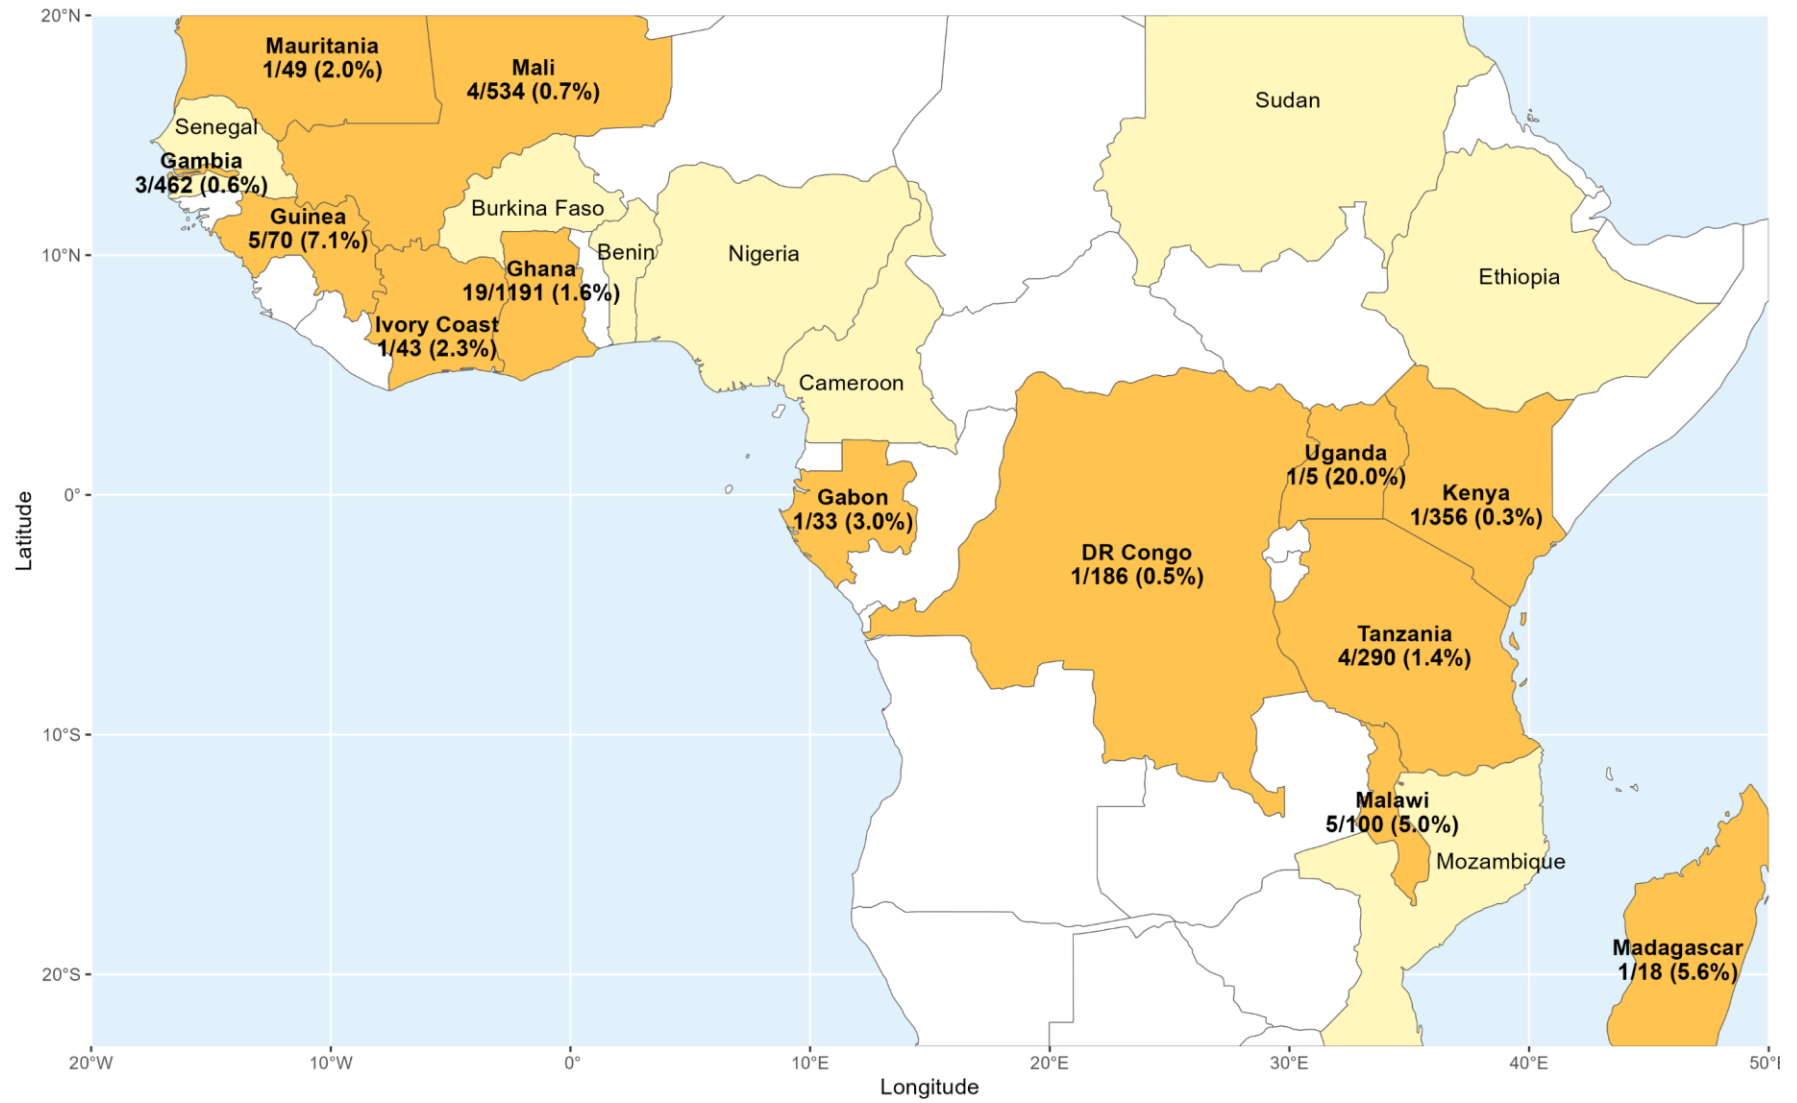 20°N
Mauritania
1/49 (2.0%)
Mali
4/534 (0.7%)
Sudan
Senegal
Gambia
3/462 (0.6%)
Burkina Faso
Guinea
5/70 (7.1%)
10°N
Benin
Nigeria
Ghana
19/1191 (1.6%)
Ethiopia
Ivory Coast
1/43 (2.3%)
Cameroon
Uganda
1/5 (20.0%)
0°
Gabon
1/33 (3.0%)
Kenya
1/356 (0.3%)
Latitude
DR Congo
1/186 (0.5%)
Tanzania
4/290 (1.4%)
10°S
Malawi
5/100 (5.0%)
Mozambique
Madagascar
1/18 (5.6%)
20°S
20°W
10°W
0°
10°E
20°E
30°E
40°E
50°
Longitude